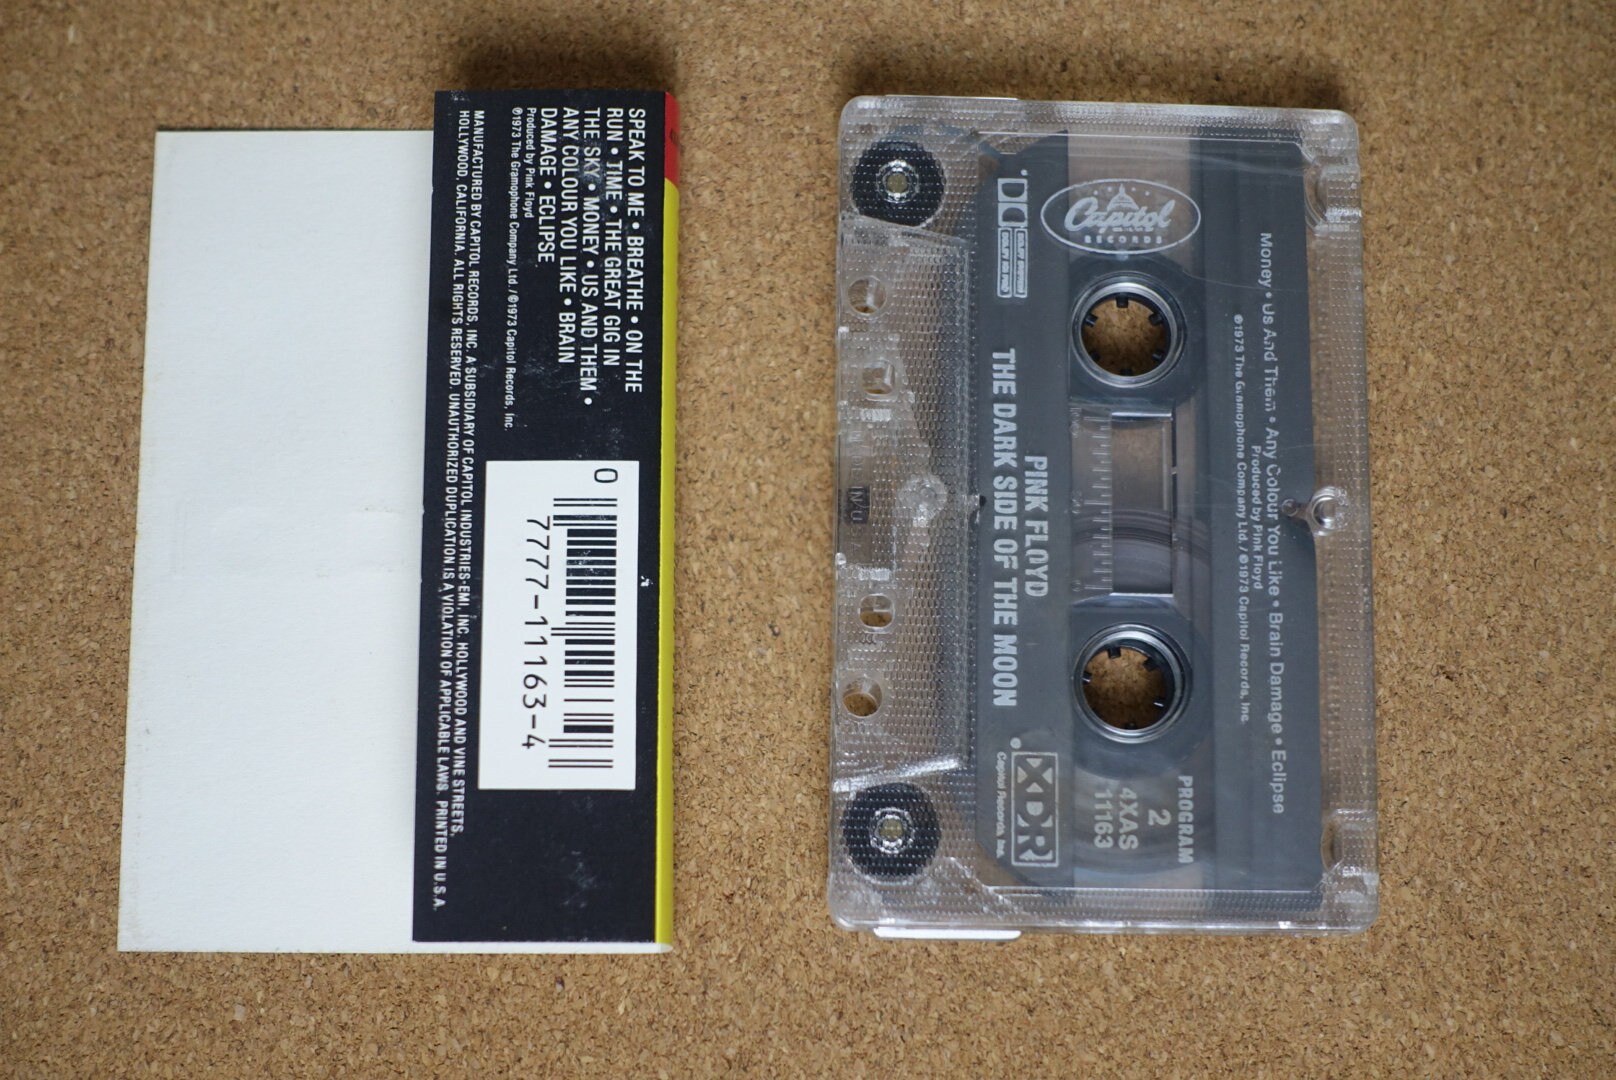 SPEAK TO ME • BREATHE • ON THE
RUN • TIME • THE GREAT GIG IN
THE SKY • MONEY • US AND THEM •
ANY COLOUR YOU LIKE • BRAIN
DAMAGE • ECLIPSE
Produced by Pink Floyd
℗1973 The Gramophone Company Ltd. / ©1973 Capitol Records, Inc.
MANUFACTURED BY CAPITOL RECORDS, INC. A SUBSIDIARY OF CAPITOL INDUSTRIES-EMI, INC. HOLLYWOOD AND VINE STREETS,
HOLLYWOOD, CALIFORNIA. ALL RIGHTS RESERVED. UNAUTHORIZED DUPLICATION IS A VIOLATION OF APPLICABLE LAWS. PRINTED IN U.S.A.
0
7777-11163-4
Money • Us And Them • Any Colour You Like • Brain Damage • Eclipse
Produced by Pink Floyd
℗1973 The Gramophone Company Ltd. / ©1973 Capitol Records, Inc.
Capitol
RECORDS
PROGRAM
2
4XAS
11163
PINK FLOYD
THE DARK SIDE OF THE MOON
XDR
Capitol Records, Inc.